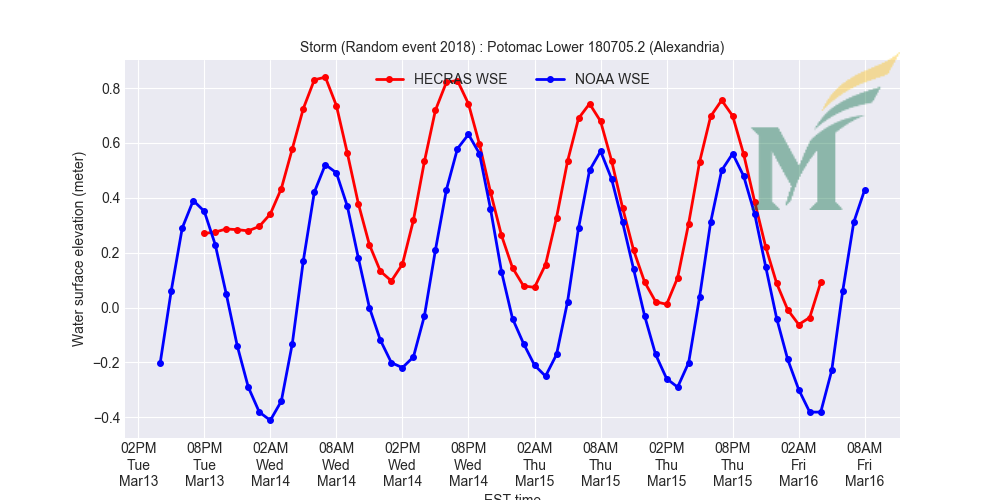 Storm (Random event 2018) : Potomac Lower 180705.2 (Alexandria)
HECRAS WSE NOAA WSE
Water surface elevation (meter)
0.8
0.6
0.4
0.2
0.0
−0.2
−0.4
02PM 08PM 02AM 08AM 02PM 08PM 02AM 08AM 02PM 08PM 02AM 08AM
Tue Tue Wed Wed Wed Wed Thu Thu Thu Thu Fri Fri
Mar13 Mar13 Mar14 Mar14 Mar14 Mar14 Mar15 Mar15 Mar15 Mar15 Mar16 Mar16
EST time
M